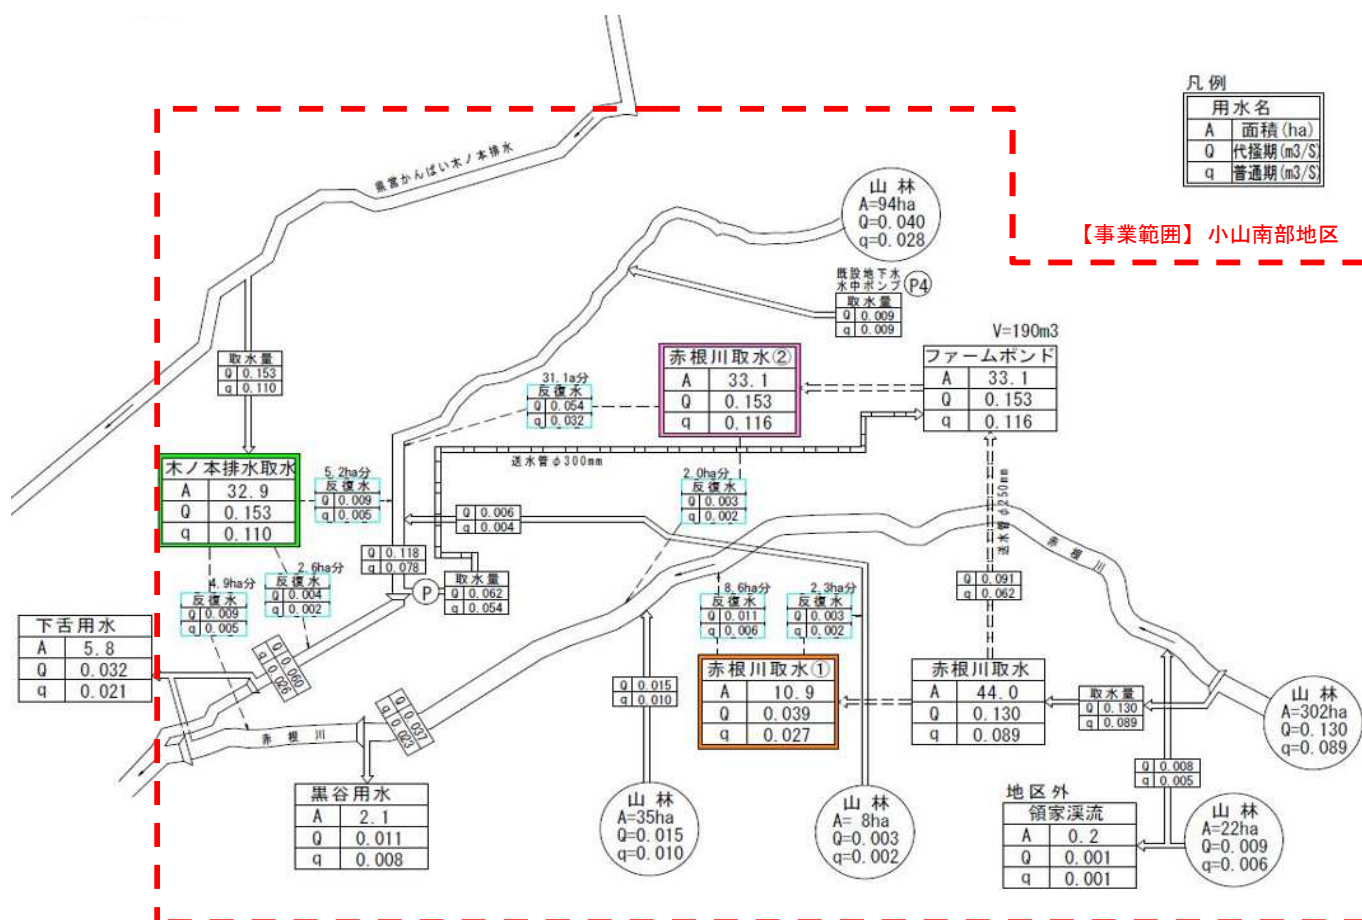 凡例
用水名
A 面積(ha)
Q 代掻期(m3/S)
q 普通期(m3/S)
【事業範囲】小山南部地区
県営かんぱい木ノ本排水
山林
A=94ha
Q=0.040
q=0.028
既設地下水
水中ポンプ
P4
取水量
Q 0.009
q 0.009
V=190m3
ファームポンド
A 33.1
Q 0.153
q 0.116
赤根川取水②
A 33.1
Q 0.153
q 0.116
31.1a分
反復水
Q 0.054
q 0.032
取水量
Q 0.153
q 0.110
木ノ本排水取水
A 32.9
Q 0.153
q 0.110
5.2ha分
反復水
Q 0.009
q 0.005
送水管φ300mm
2.0ha分
反復水
Q 0.003
q 0.002
送水管φ250mm
赤根川
Q 0.006
q 0.004
Q 0.118
q 0.078
P
取水量
Q 0.062
q 0.054
Q 0.091
q 0.062
4.9ha分
反復水
Q 0.009
q 0.005
2.6ha分
反復水
Q 0.004
q 0.002
8.6ha分
反復水
Q 0.011
q 0.006
2.3ha分
反復水
Q 0.003
q 0.002
下舌用水
A 5.8
Q 0.032
q 0.021
Q 0.060
q 0.026
Q 0.037
q 0.023
赤根川
Q 0.015
q 0.010
赤根川取水①
A 10.9
Q 0.039
q 0.027
赤根川取水
A 44.0
Q 0.130
q 0.089
取水量
Q 0.130
q 0.089
山林
A=302ha
Q=0.130
q=0.089
Q 0.008
q 0.005
黒谷用水
A 2.1
Q 0.011
q 0.008
山林
A=35ha
Q=0.015
q=0.010
山林
A= 8ha
Q=0.003
q=0.002
地区外
領家渓流
A 0.2
Q 0.001
q 0.001
山林
A=22ha
Q=0.009
q=0.006